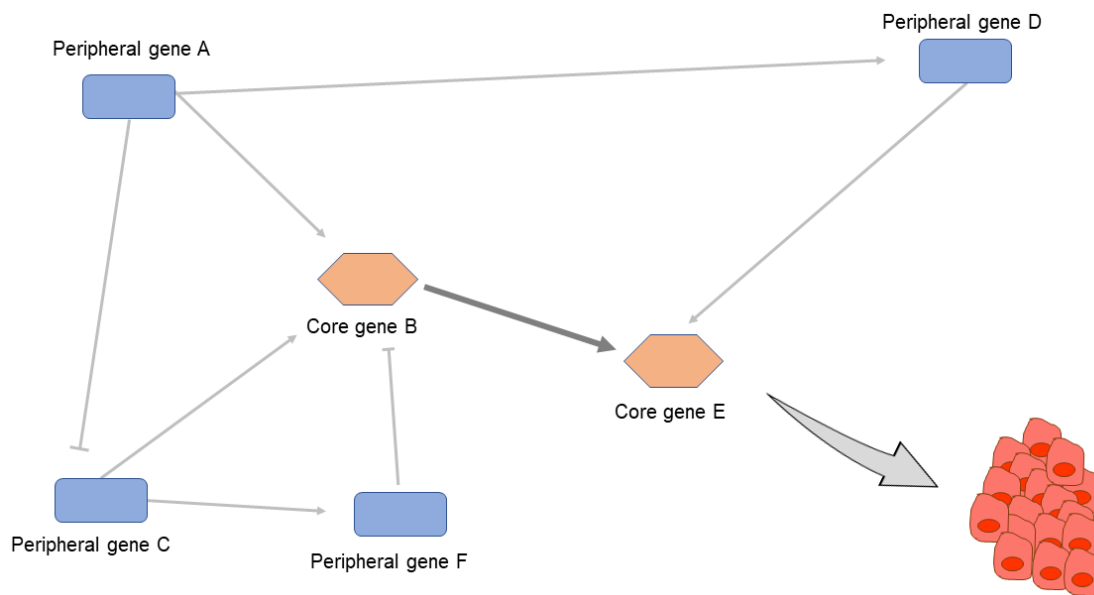 Peripheral gene D
Peripheral gene A
Core gene B
Core gene E
Peripheral gene C
Peripheral gene F